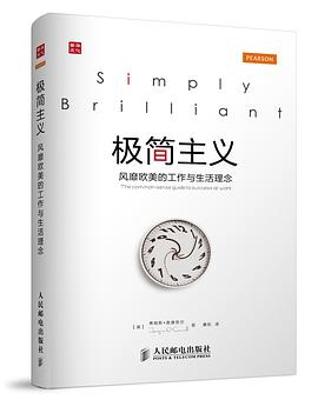 PEARSON
Simply
Brilliant
极简主义
风靡欧美的工作与生活理念
The common-sense guide to success at work
[英] 著 译
人民邮电出版社
极简主义
风靡欧美的工作与生活理念
人民邮电出版社